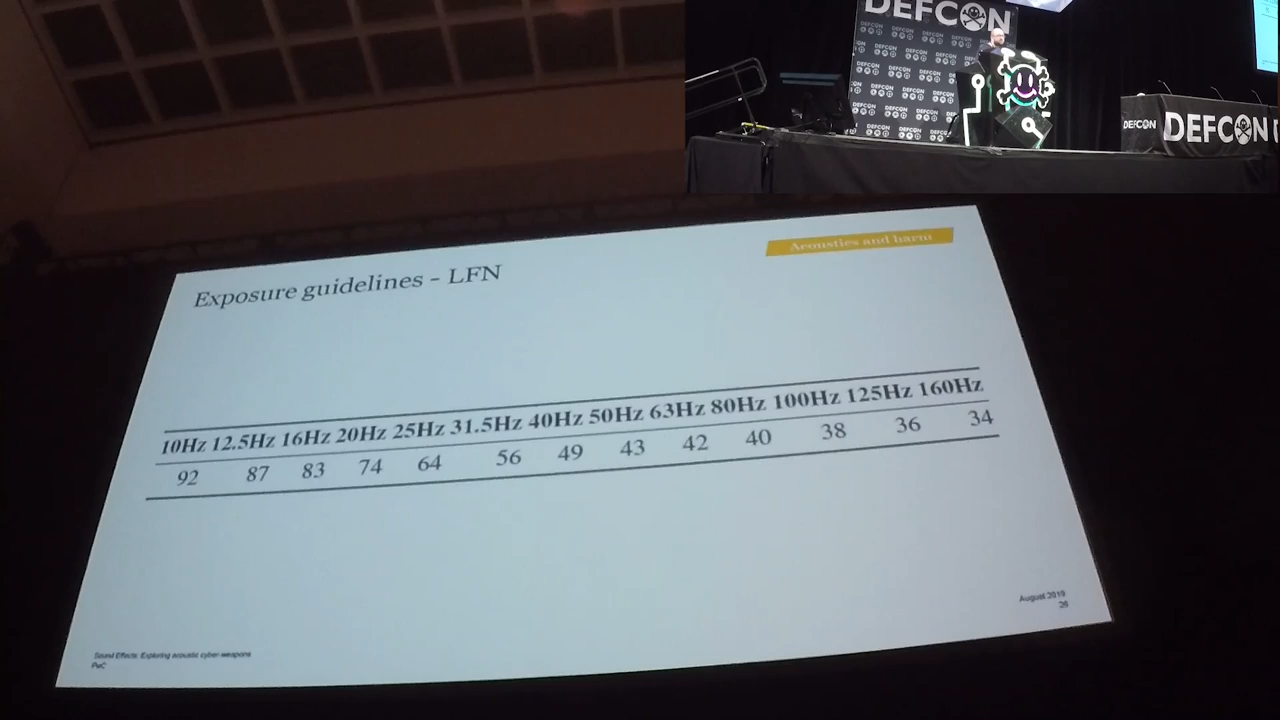 DEFCON
DEFCON
DEFCON
Acoustics and harm
Exposure guidelines - LFN
10Hz 12.5Hz 16Hz 20Hz 25Hz 31.5Hz 40Hz 50Hz 63Hz 80Hz 100Hz 125Hz 160Hz
92 87 83 74 64 56 49 43 42 40 38 36 34
August 2019
Sound Effects: Exploring acoustic cyber-weapons
PwC